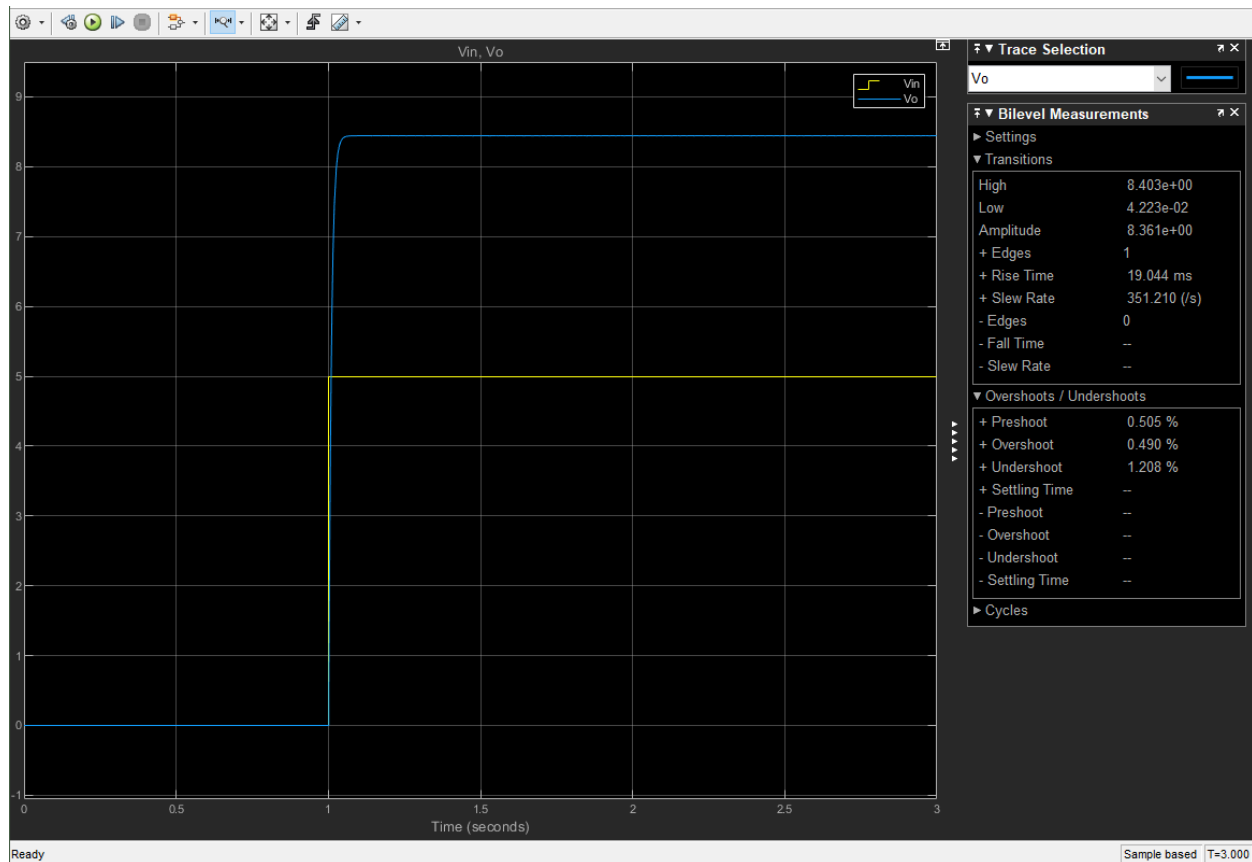 Vin, Vo
9
8
7
6
5
4
3
2
1
0
-1
0 0.5 1 1.5 2 2.5 3
Time (seconds)
Vin
Vo
Trace Selection
Vo
Bilevel Measurements
Settings
Transitions
High 8.403e+00
Low 4.223e-02
Amplitude 8.361e+00
+ Edges 1
+ Rise Time 19.044 ms
+ Slew Rate 351.210 (/s)
- Edges 0
- Fall Time --
- Slew Rate --
Overshoots / Undershoots
+ Preshoot 0.505 %
+ Overshoot 0.490 %
+ Undershoot 1.208 %
+ Settling Time --
- Preshoot --
- Overshoot --
- Undershoot --
- Settling Time --
Cycles
Ready
Sample based T=3.000